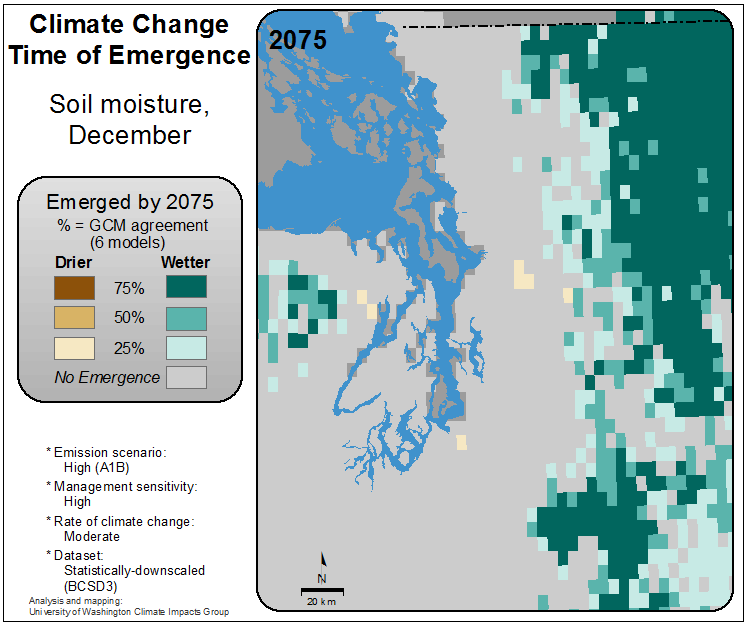 Climate Change
Time of Emergence
Soil moisture,
December
Emerged by 2075
% = GCM agreement
(6 models)
Drier Wetter
75%
50%
25%
No Emergence
* Emission scenario:
High (A1B)
* Management sensitivity:
High
* Rate of climate change:
Moderate
* Dataset:
Statistically-downscaled
(BCSD3)
Analysis and mapping:
University of Washington Climate Impacts Group
2075
N
20 km